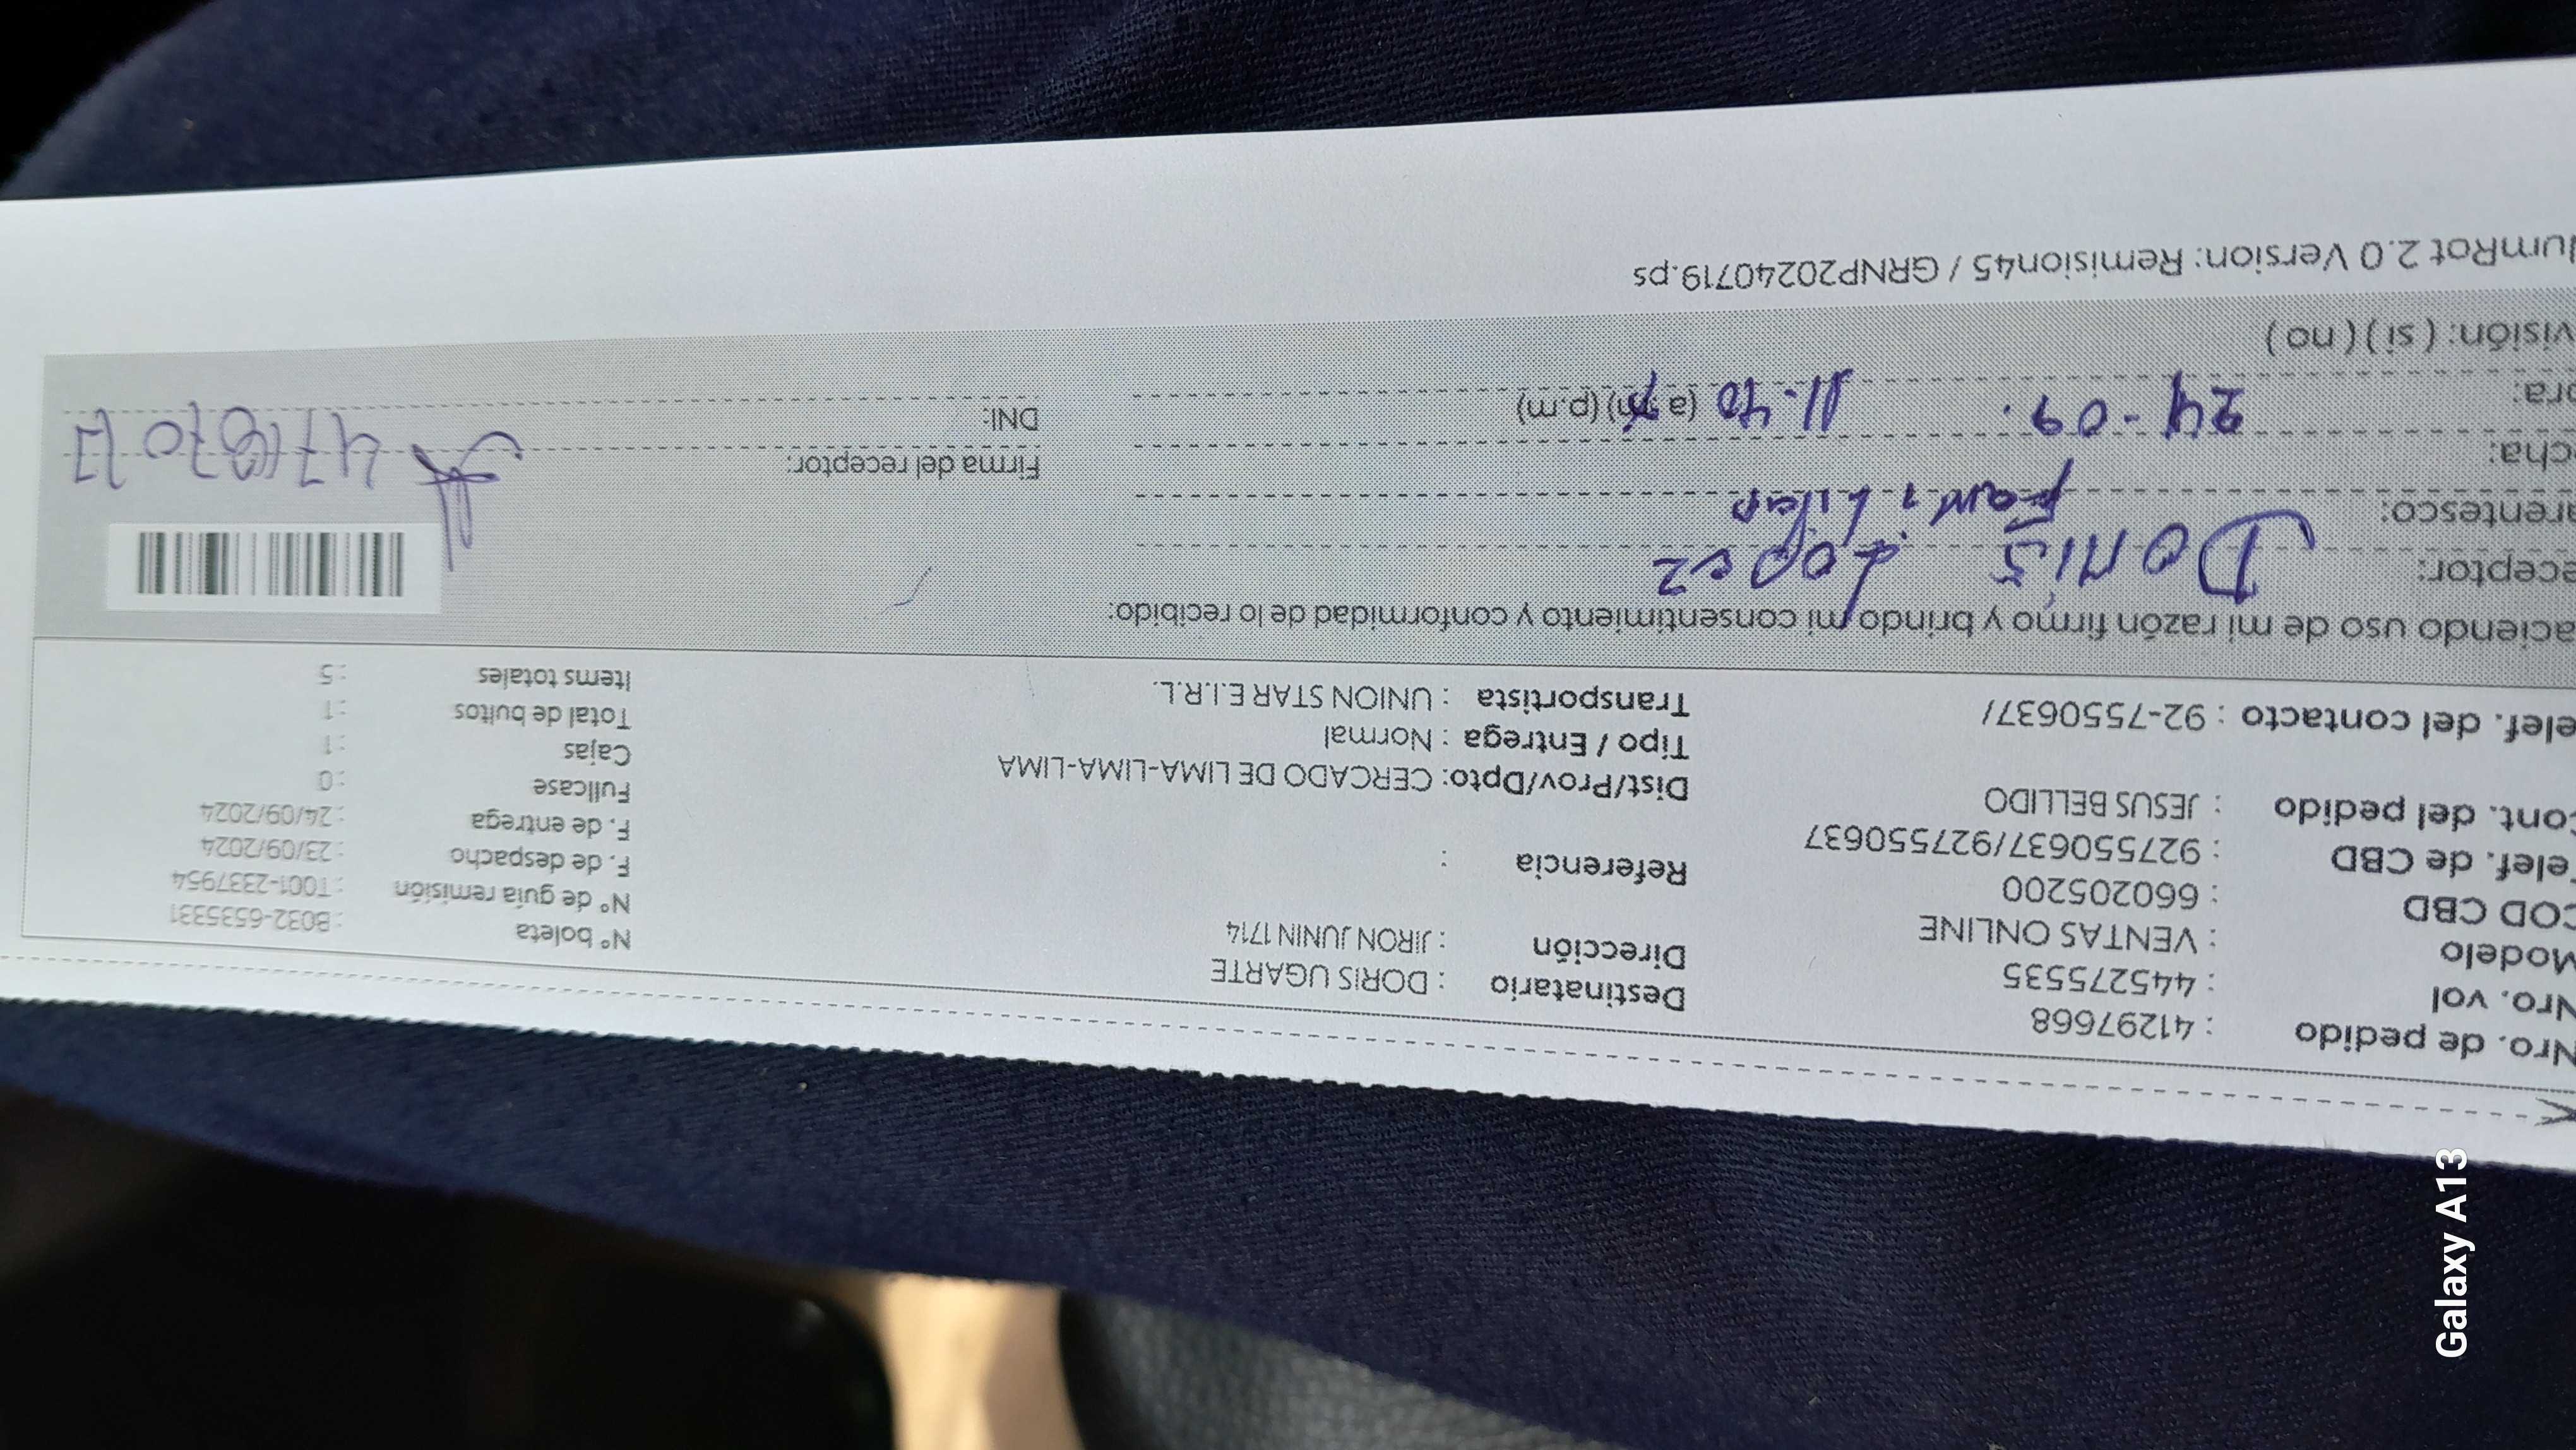 Nro. de pedido : 41297668
Nro. vol : 445275535
Modelo : VENTAS ONLINE
COD CBD : 660205200
Telef. de CBD : 927550637/927550637
Cont. del pedido : JESUS BELLIDO
elef. del contacto : 92-7550637/
Destinatario : DORIS UGARTE
Dirección : JIRON JUNIN 1714
Referencia :
Dist/Prov/Dpto: CERCADO DE LIMA-LIMA-LIMA
Tipo / Entrega : Normal
Transportista : UNION STAR E.I.R.L.
N° boleta : B032-6535331
N° de guía remisión : T001-2337954
F. de despacho : 23/09/2024
F. de entrega : 24/09/2024
Fullcase : 0
Cajas : 1
Total de bultos : 1
Items totales : 5
aciendo uso de mi razón firmo y brindo mi consentimiento y conformidad de lo recibido:
eceptor: Doris Lopez
arentesco: familiar
echa: 24-09.
ora: 11:40 (a.m) (p.m)
visión: ( si ) ( no )
Firma del receptor:
DNI:
umRot 2.0 Version: Remision45 / GRNP20240719.ps
Galaxy A13